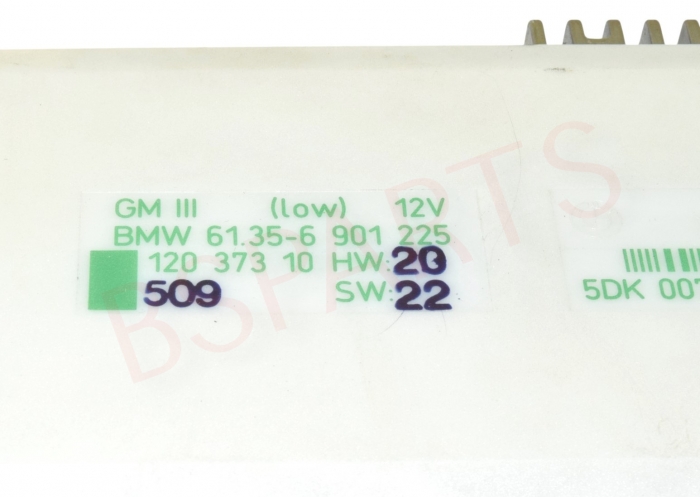 GM III (low) 12V
BMW 61.35-6 901 225
120 373 10 HW:20
509 SW:22
5DK 007
BSPARTS